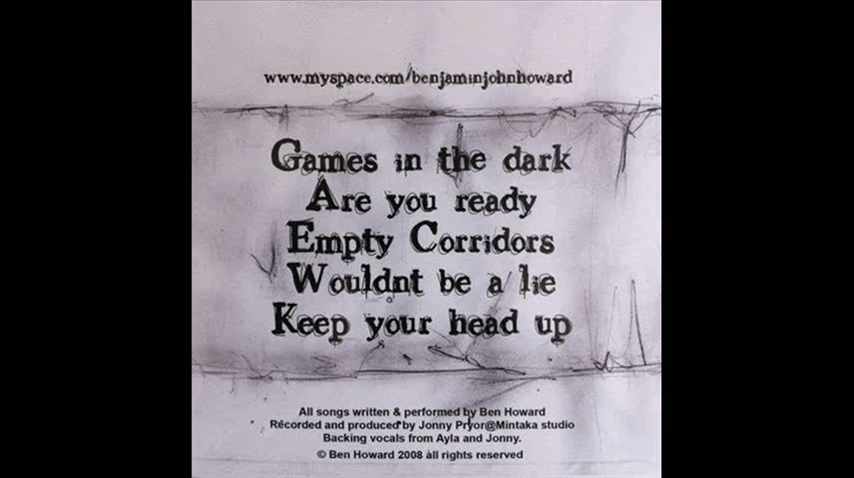 www.myspace.com/benjaminjohnhoward
Games in the dark
Are you ready
Empty Corridors
Wouldnt be a lie
Keep your head up
All songs written & performed by Ben Howard
Recorded and produced by Jonny Pryor@Mintaka studio
Backing vocals from Ayla and Jonny.
© Ben Howard 2008 all rights reserved